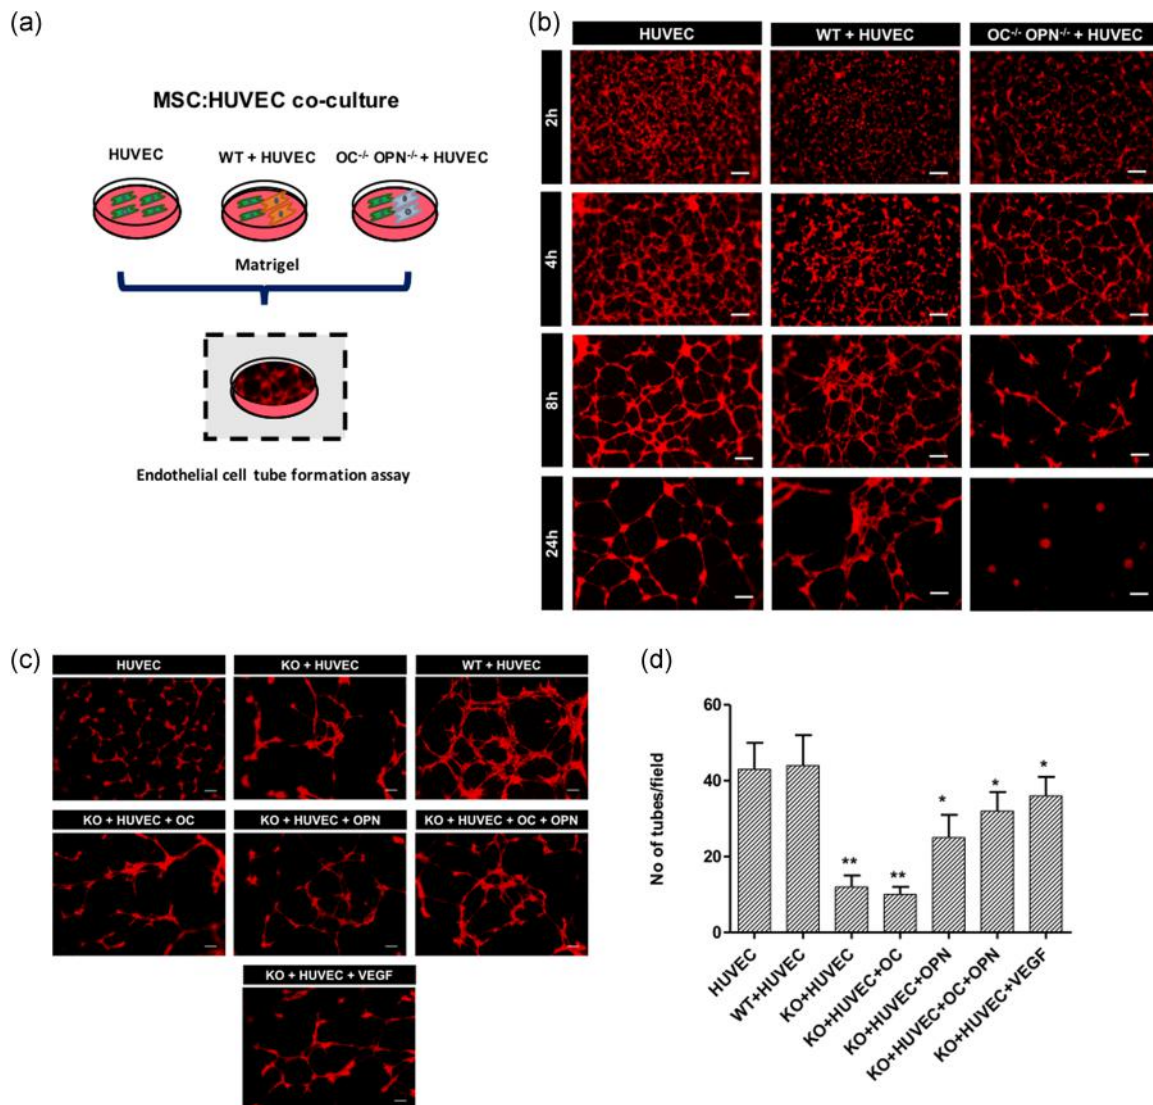 (a)
MSC:HUVEC co-culture
HUVEC
WT + HUVEC
OC-/- OPN-/- + HUVEC
Matrigel
Endothelial cell tube formation assay
(b)
HUVEC
WT + HUVEC
OC-/- OPN-/- + HUVEC
2h
4h
8h
24h
(c)
HUVEC
KO + HUVEC
WT + HUVEC
KO + HUVEC + OC
KO + HUVEC + OPN
KO + HUVEC + OC + OPN
KO + HUVEC + VEGF
(d)
No of tubes/field
60
40
20
0
**
**
*
*
*
HUVEC
WT+HUVEC
KO+HUVEC
KO+HUVEC+OC
KO+HUVEC+OPN
KO+HUVEC+OC+OPN
KO+HUVEC+VEGF